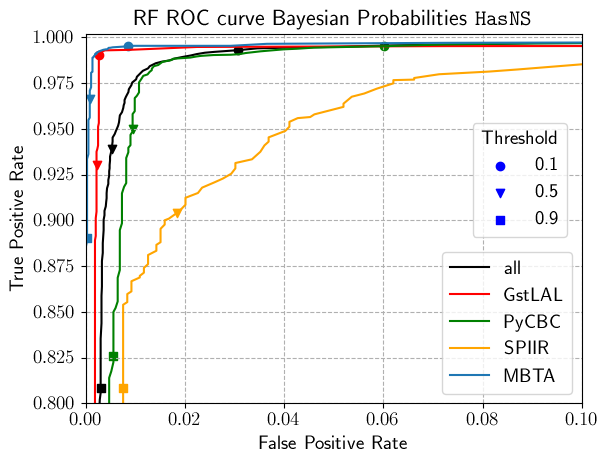 RF ROC curve Bayesian Probabilities HasNS
1.000
0.975
0.950
0.925
0.900
0.875
0.850
0.825
0.800
True Positive Rate
Threshold
0.1
0.5
0.9
all
GstLAL
PyCBC
SPIIR
MBTA
0.00 0.02 0.04 0.06 0.08 0.10
False Positive Rate